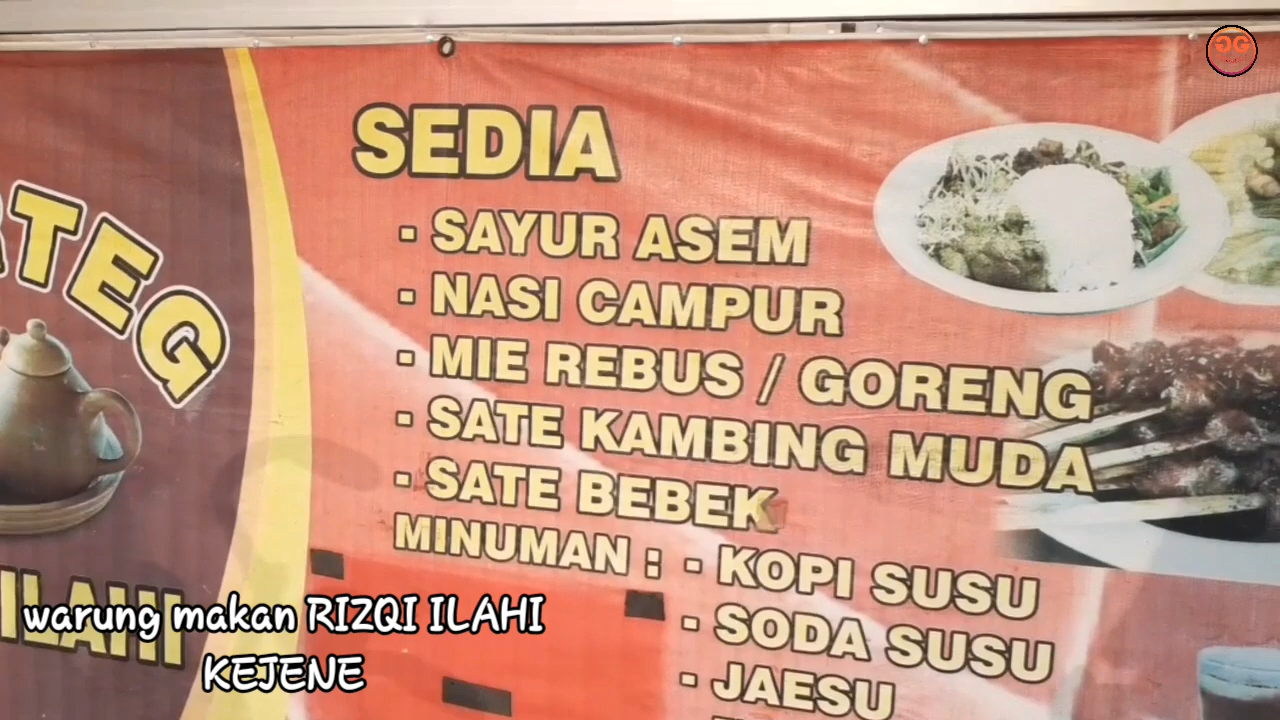 SEDIA
- SAYUR ASEM
- NASI CAMPUR
- MIE REBUS / GORENG
- SATE KAMBING MUDA
- SATE BEBEK
MINUMAN : - KOPI SUSU
- SODA SUSU
- JAESU
TEG
ILAHI
warung makan RIZQI ILAHI
KEJENE